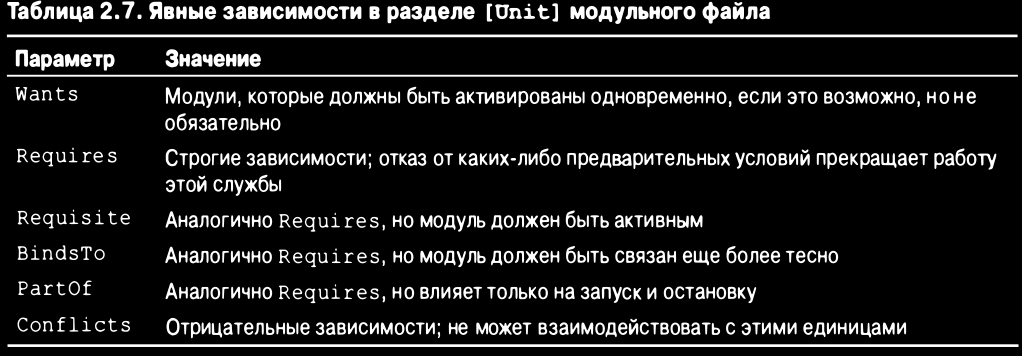 Таблица 2.7. Явные зависимости в разделе [Unit] модульного файла
Параметр Значение
Wants Модули, которые должны быть активированы одновременно, если это возможно, но не
обязательно
Requires Строгие зависимости; отказ от каких-либо предварительных условий прекращает работу
этой службы
Requisite Аналогично Requires, но модуль должен быть активным
BindsTo Аналогично Requires, но модуль должен быть связан еще более тесно
PartOf Аналогично Requires, но влияет только на запуск и остановку
Conflicts Отрицательные зависимости; не может взаимодействовать с этими единицами